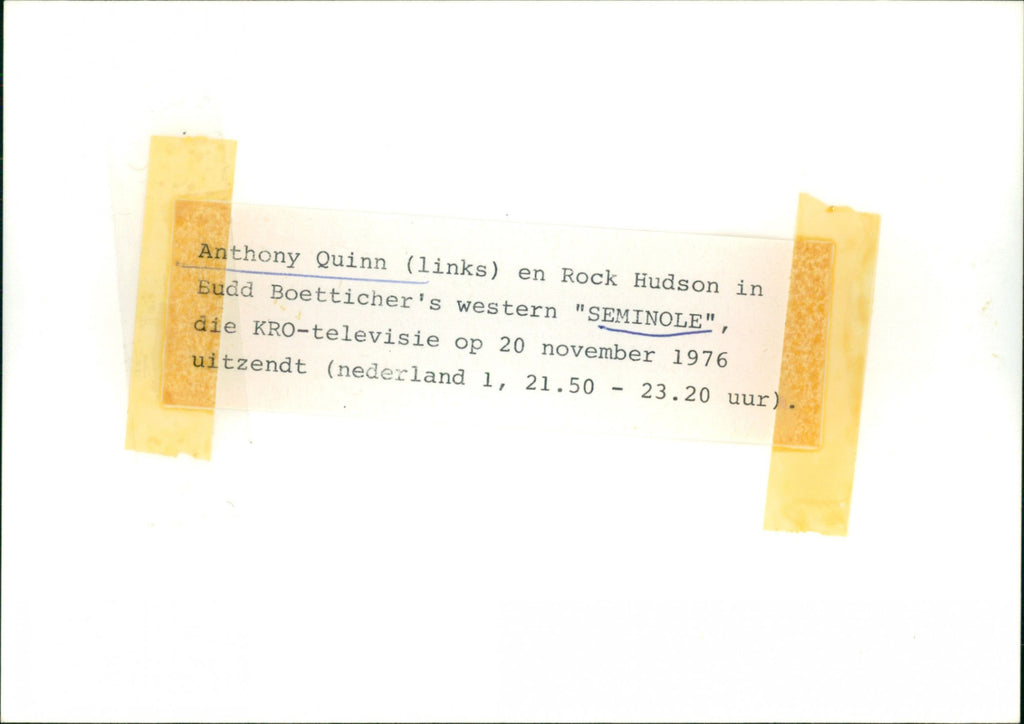 Anthony Quinn (links) en Rock Hudson in
Budd Boetticher's western "SEMINOLE",
die KRO-televisie op 20 november 1976
uitzendt (nederland 1, 21.50 - 23.20 uur).